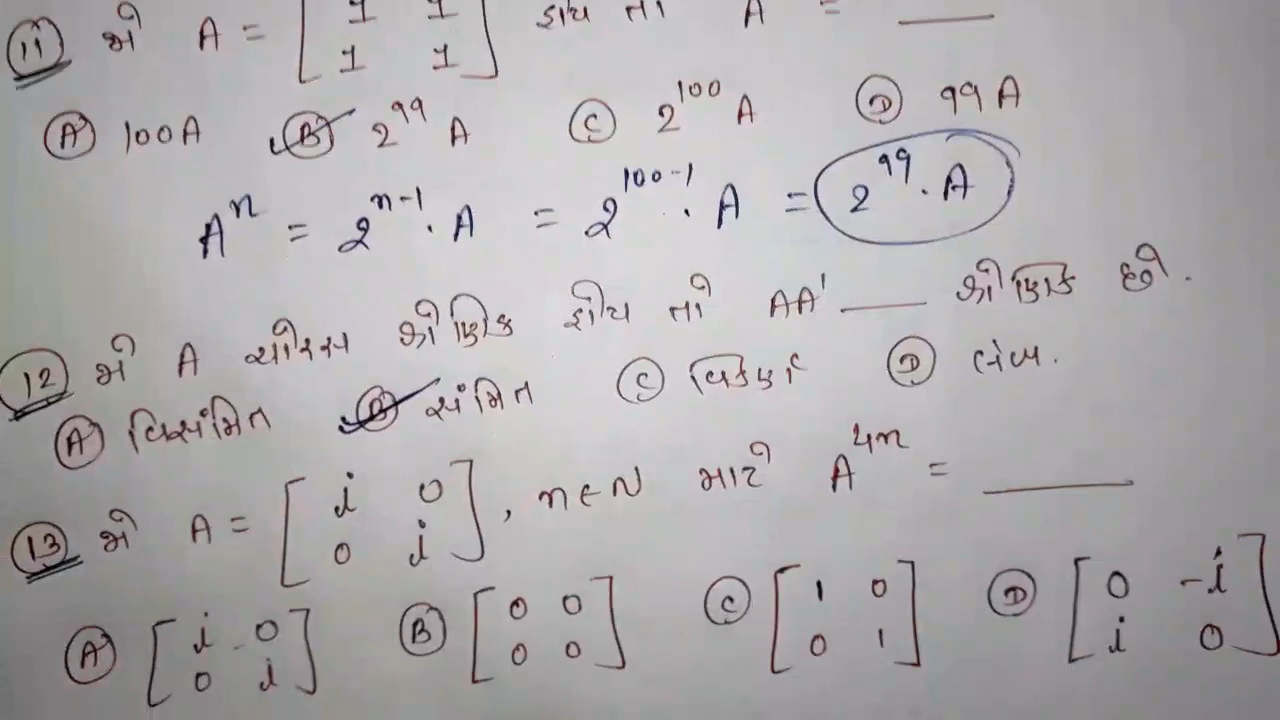 (11) જો A = [ 1 1 ; 1 1 ] હોય તો A = ____
(A) 100A (B) 2^99 A (C) 2^100 A (D) 99A
A^n = 2^(n-1) · A = 2^(100-1) · A = 2^99 · A
(12) જો A ચોરસ શ્રેણિક હોય તો AA' ____ શ્રેણિક છે.
(A) વિસંમિત (B) સંમિત (C) વિકર્ણ (D)
(13) જો A = [ i 0 ; 0 i ], n∈N માટે A^4n = ____
(A) [ i 0 ; 0 i ] (B) [ 0 0 ; 0 0 ] (C) [ 1 0 ; 0 1 ] (D) [ 0 -i ; i 0 ]